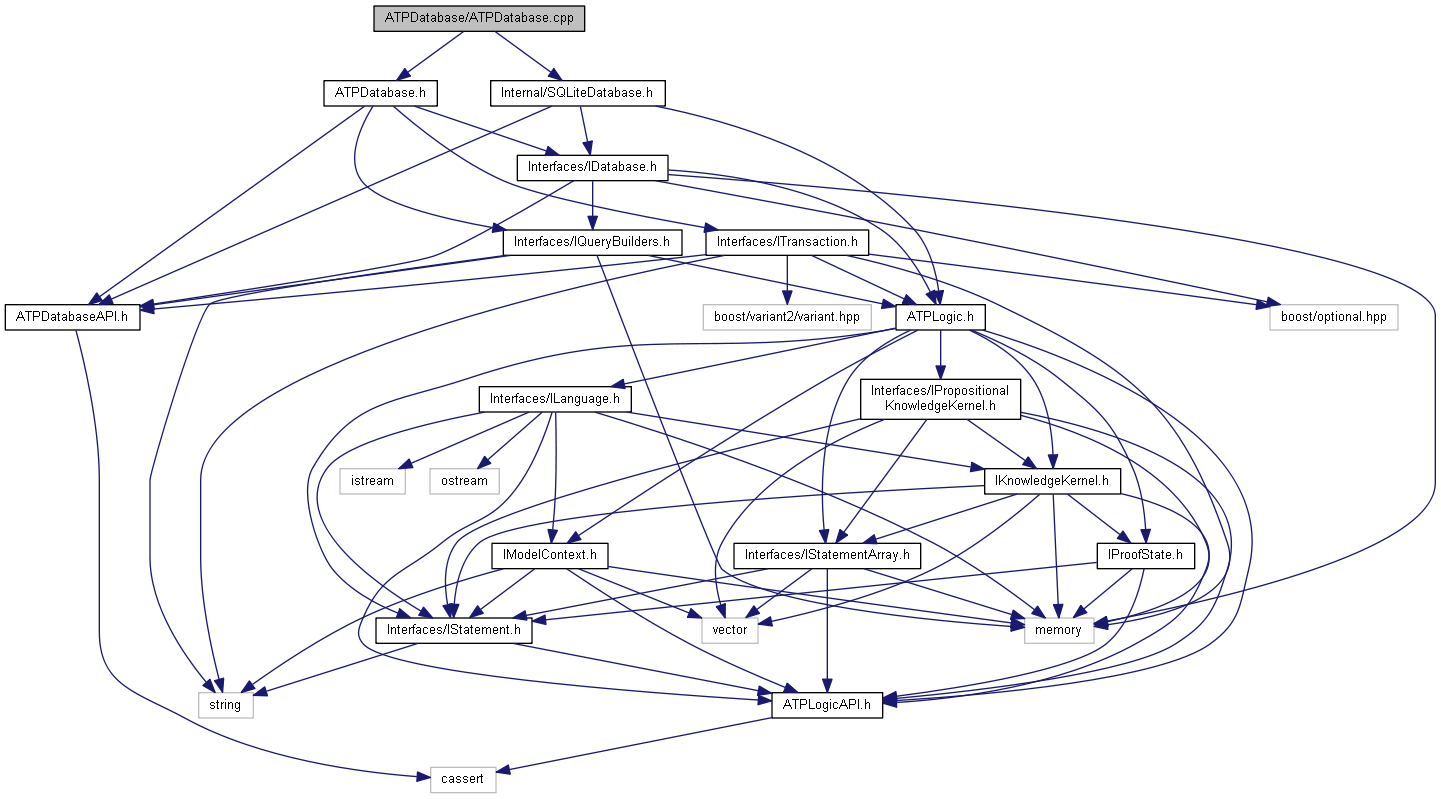 ATPDatabase/ATPDatabase.cpp
ATPDatabase.h
Internal/SQLiteDatabase.h
Interfaces/IDatabase.h
Interfaces/IQueryBuilders.h
Interfaces/ITransaction.h
ATPDatabaseAPI.h
boost/variant2/variant.hpp
ATPLogic.h
boost/optional.hpp
Interfaces/ILanguage.h
Interfaces/IPropositional
KnowledgeKernel.h
istream
ostream
IKnowledgeKernel.h
IModelContext.h
Interfaces/IStatementArray.h
IProofState.h
Interfaces/IStatement.h
vector
memory
string
ATPLogicAPI.h
cassert